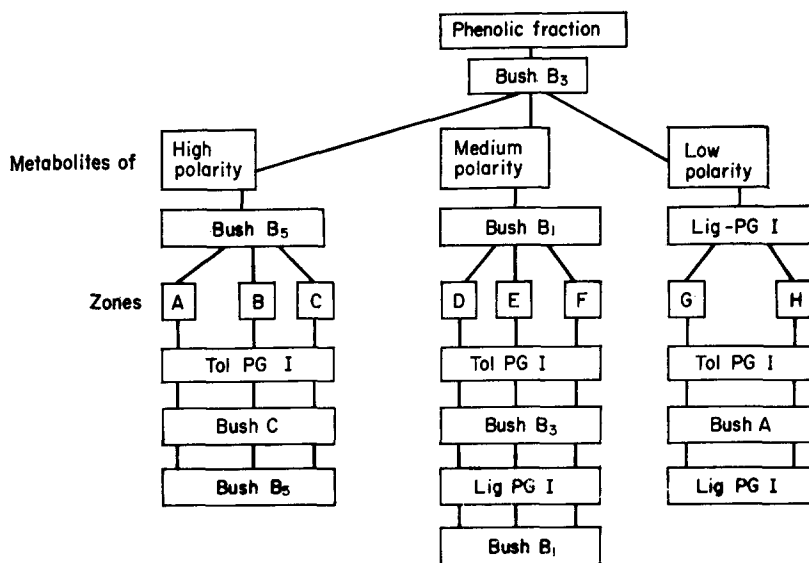 Phenolic fraction
Bush B₃
Metabolites of
High polarity
Medium polarity
Low polarity
Bush B₅
Bush B₁
Lig-PG I
Zones
A B C D E F G H
Tol PG I
Tol PG I
Tol PG I
Bush C
Bush B₃
Bush A
Bush B₅
Lig PG I
Lig PG I
Bush B₁